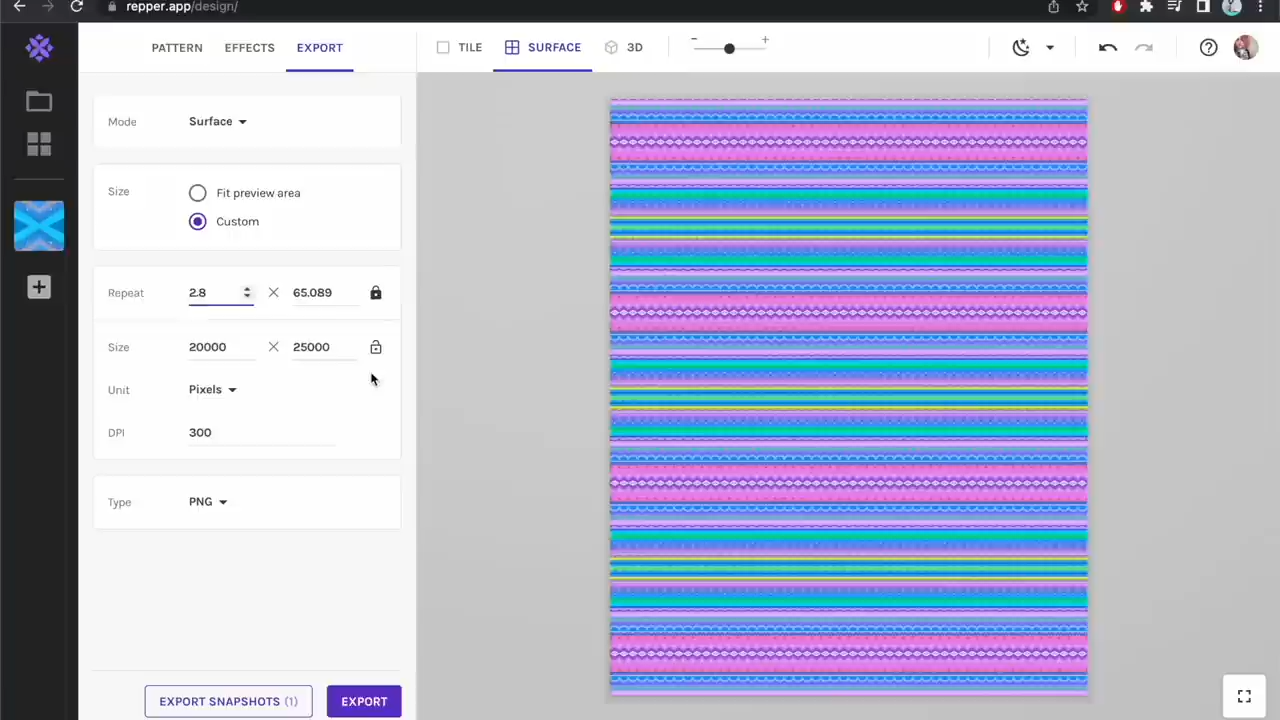 repper.app/design/
PATTERN EFFECTS EXPORT
TILE SURFACE 3D
Mode Surface
Size Fit preview area
Custom
Repeat 2.8 65.089
Size 20000 25000
Unit Pixels
DPI 300
Type PNG
EXPORT SNAPSHOTS (1) EXPORT